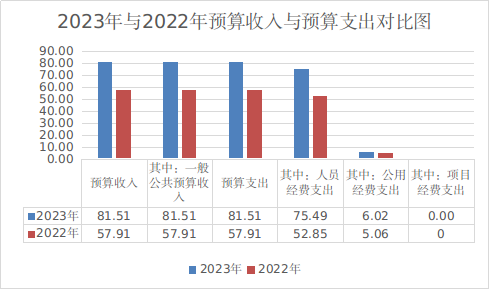 2023年与2022年预算收入与预算支出对比图
90.00
80.00
70.00
60.00
50.00
40.00
30.00
20.00
10.00
0.00
预算收入
其中：一般
公共预算收
入
预算支出
其中：人员
经费支出
其中：公用
经费支出
其中：项目
经费支出
2023年 81.51 81.51 81.51 75.49 6.02 0.00
2022年 57.91 57.91 57.91 52.85 5.06 0
2023年 2022年